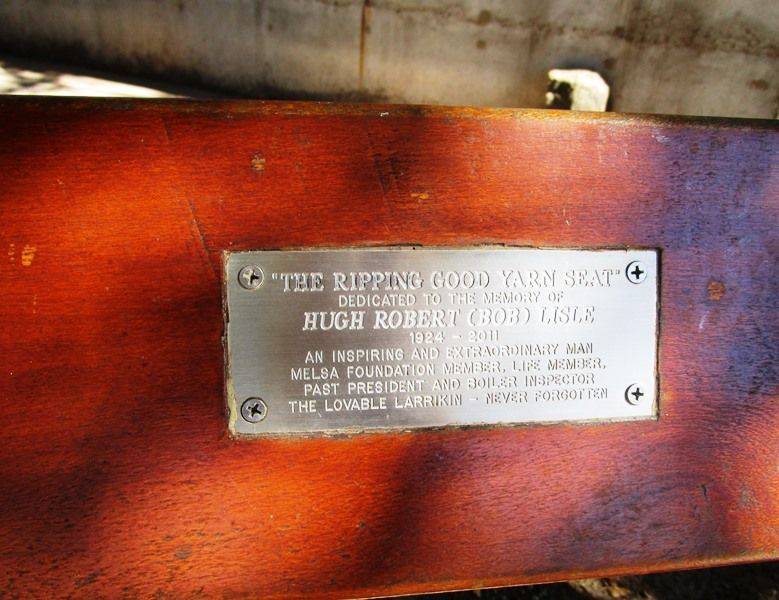 "THE RIPPING GOOD YARN SEAT"
DEDICATED TO THE MEMORY OF
HUGH ROBERT (BOB) LISLE
1924 - 2011
AN INSPIRING AND EXTRAORDINARY MAN
MELSA FOUNDATION MEMBER, LIFE MEMBER,
PAST PRESIDENT AND BOILER INSPECTOR
THE LOVABLE LARRIKIN - NEVER FORGOTTEN